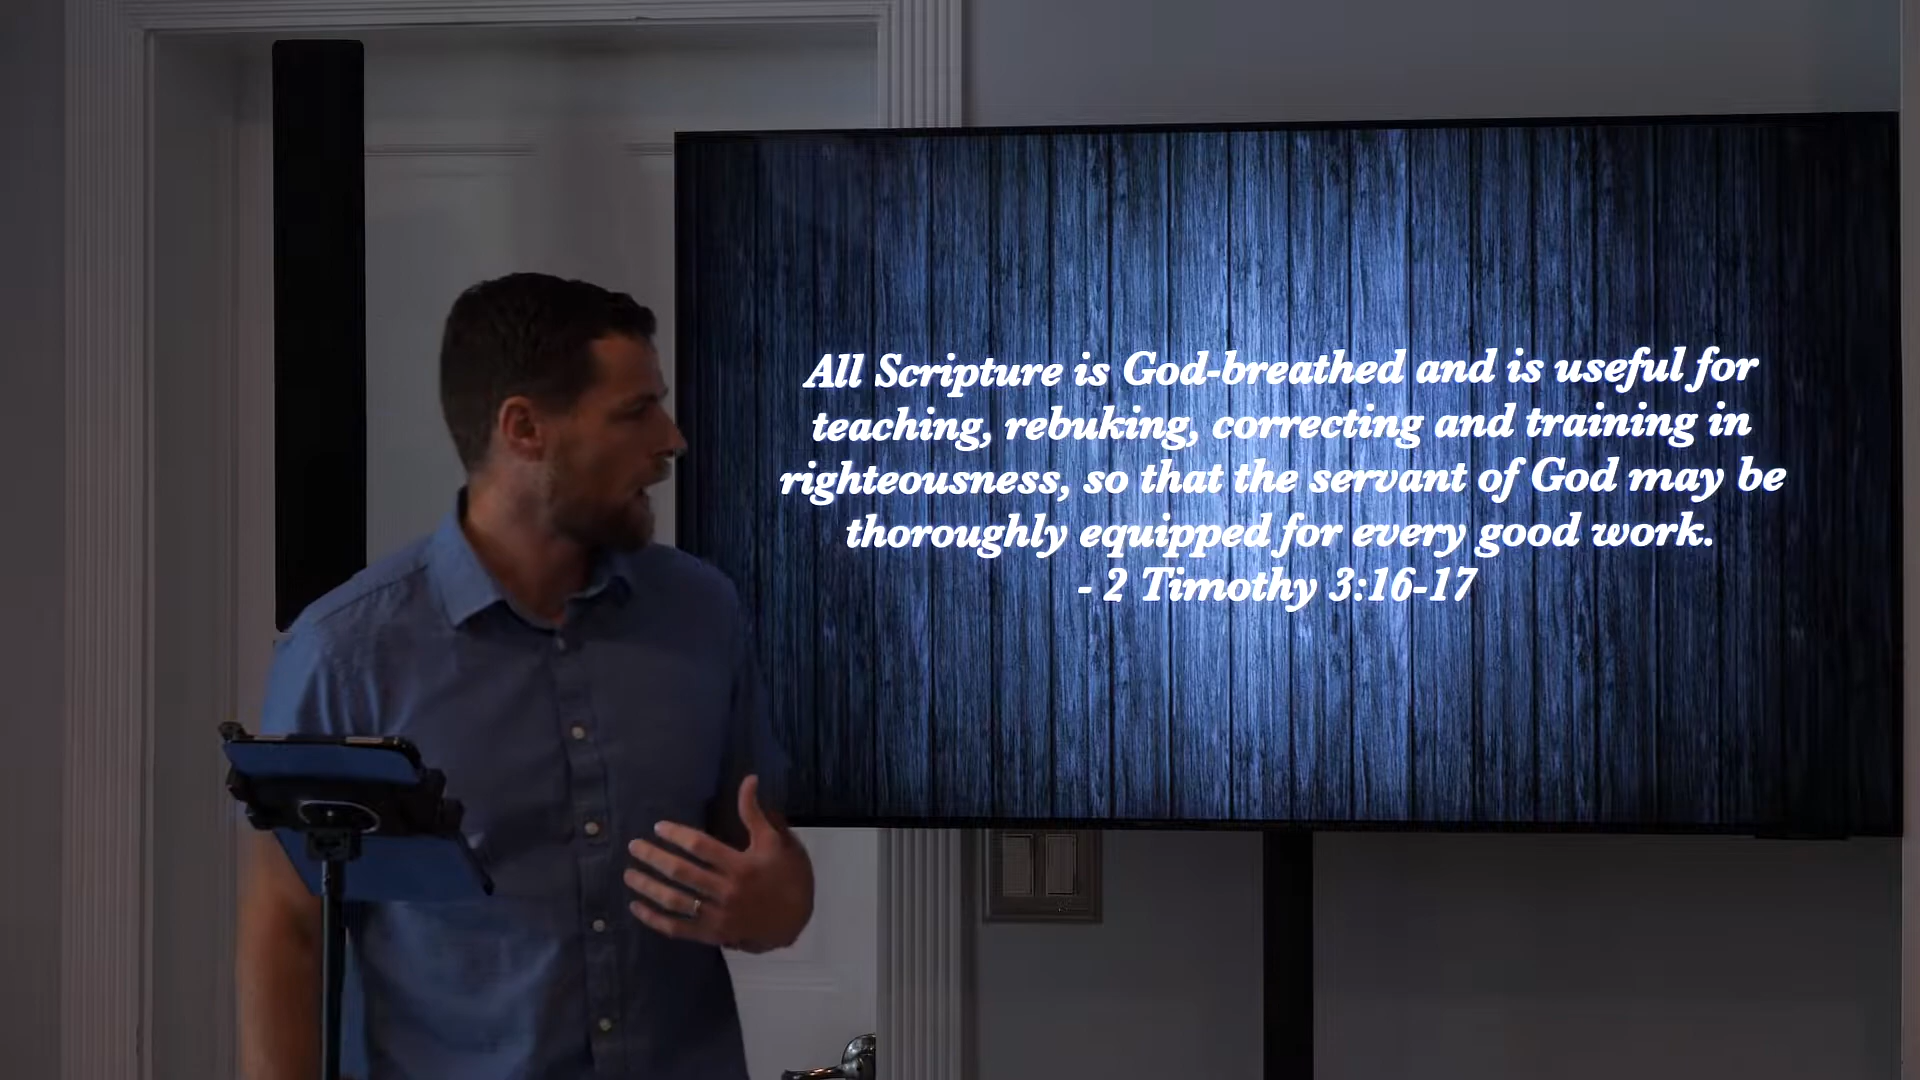 All Scripture is God-breathed and is useful for
teaching, rebuking, correcting and training in
righteousness, so that the servant of God may be
thoroughly equipped for every good work.
- 2 Timothy 3:16-17